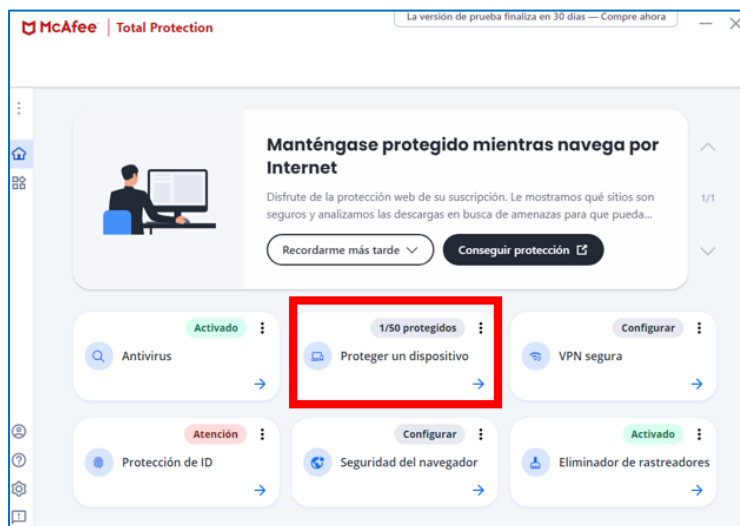 McAfee | Total Protection
La versión de prueba finaliza en 30 días — Compre ahora
Manténgase protegido mientras navega por
Internet
Disfrute de la protección web de su suscripción. Le mostramos qué sitios son
seguros y analizamos las descargas en busca de amenazas para que pueda...
1/1
Recordarme más tarde
Conseguir protección
Activado
Antivirus
1/50 protegidos
Proteger un dispositivo
Configurar
VPN segura
Atención
Protección de ID
Configurar
Seguridad del navegador
Activado
Eliminador de rastreadores